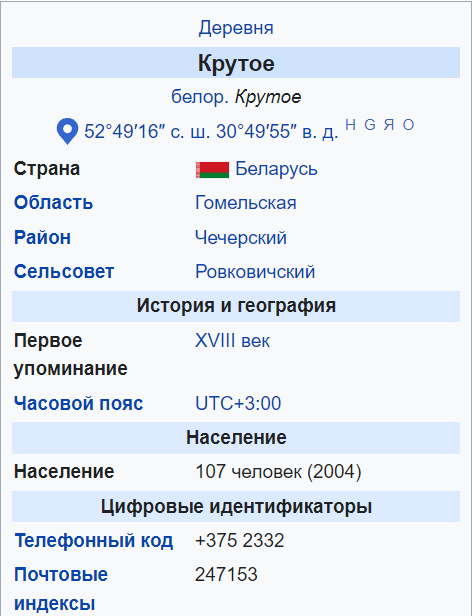 Деревня
Крутое
белор. Крутое
52°49′16″ с. ш. 30°49′55″ в. д. H G Я O
Страна Беларусь
Область Гомельская
Район Чечерский
Сельсовет Ровковичский
История и география
Первое XVIII век
упоминание
Часовой пояс UTC+3:00
Население
Население 107 человек (2004)
Цифровые идентификаторы
Телефонный код +375 2332
Почтовые 247153
индексы